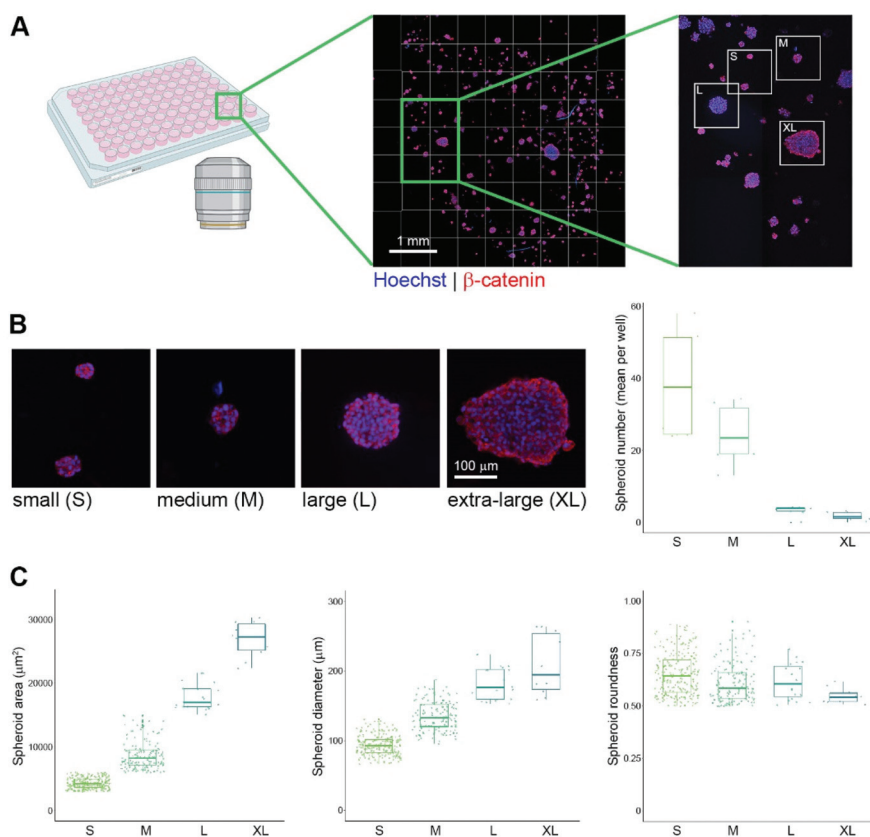 A
S
M
L
XL
1 mm
Hoechst | β-catenin
B
100 μm
small (S)
medium (M)
large (L)
extra-large (XL)
Spheroid number (mean per well)
60
40
20
0
S
M
L
XL
C
Spheroid area (μm²)
30000
20000
10000
0
S
M
L
XL
Spheroid diameter (μm)
300
200
100
0
S
M
L
XL
Spheroid roundness
1.00
0.75
0.50
0.25
0
S
M
L
XL